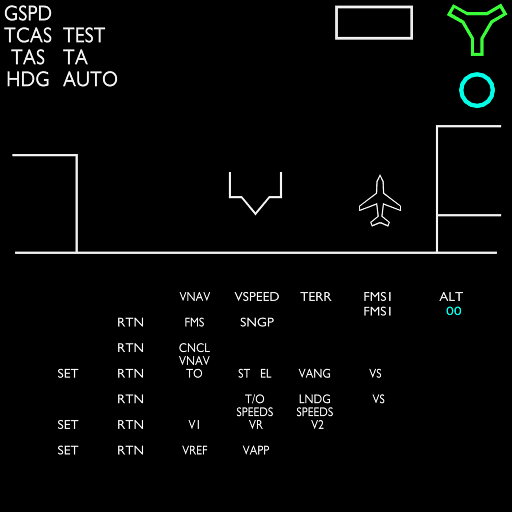 GSPD
TCAS TEST
TAS TA
HDG AUTO
VNAV VSPEED TERR FMS1 ALT
FMS1 00
RTN FMS SNGP
RTN CNCL
VNAV
SET RTN TO ST EL VANG VS
RTN T/O LNDG VS
SPEEDS SPEEDS
SET RTN V1 VR V2
SET RTN VREF VAPP